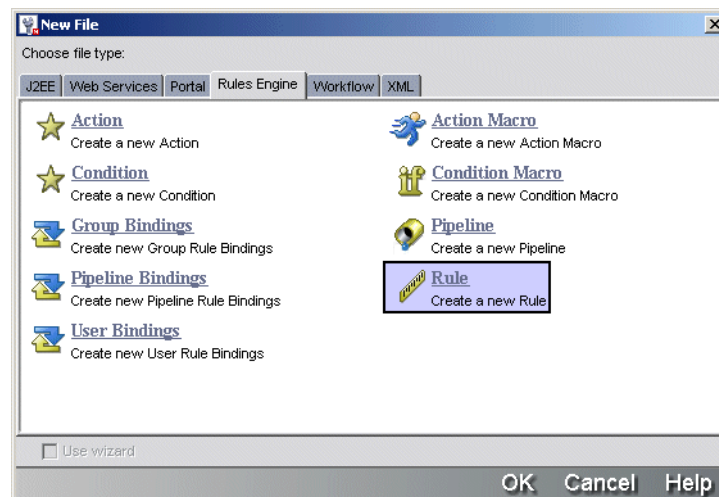 New File
Choose file type:
J2EE Web Services Portal Rules Engine Workflow XML
Action
Create a new Action
Action Macro
Create a new Action Macro
Condition
Create a new Condition
Condition Macro
Create a new Condition Macro
Group Bindings
Create new Group Rule Bindings
Pipeline
Create a new Pipeline
Pipeline Bindings
Create new Pipeline Rule Bindings
Rule
Create a new Rule
User Bindings
Create new User Rule Bindings
Use wizard
OK Cancel Help